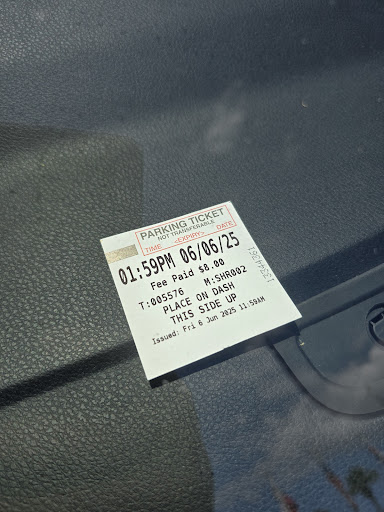 PARKING TICKET
NOT TRANSFERABLE
TIME <EXPIRY> DATE
01:59PM 06/06/25
Fee Paid $8.00
T:005576 M:SHR002
PLACE ON DASH
THIS SIDE UP
Issued: Fri 6 Jun 2025 11:59AM